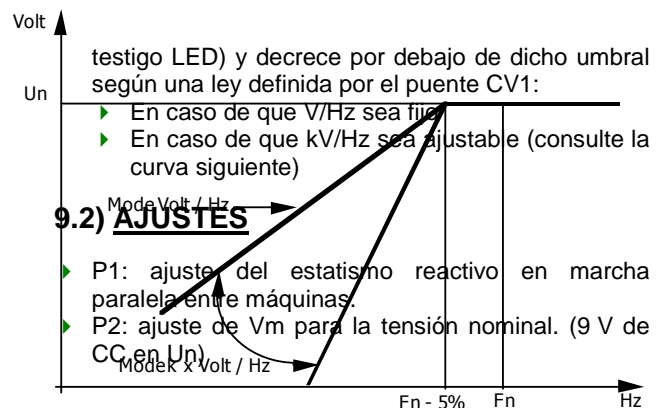 Volt
testigo LED) y decrece por debajo de dicho umbral
según una ley definida por el puente CV1:
Un
En caso de que V/Hz sea fijo
En caso de que kV/Hz sea ajustable (consulte la
curva siguiente)
Mode Volt / Hz
9.2) AJUSTES
P1: ajuste del estatismo reactivo en marcha
paralela entre máquinas.
P2: ajuste de Vm para la tensión nominal. (9 V de
CC en Un)
Mode k x Volt / Hz
Fn - 5% Fn Hz